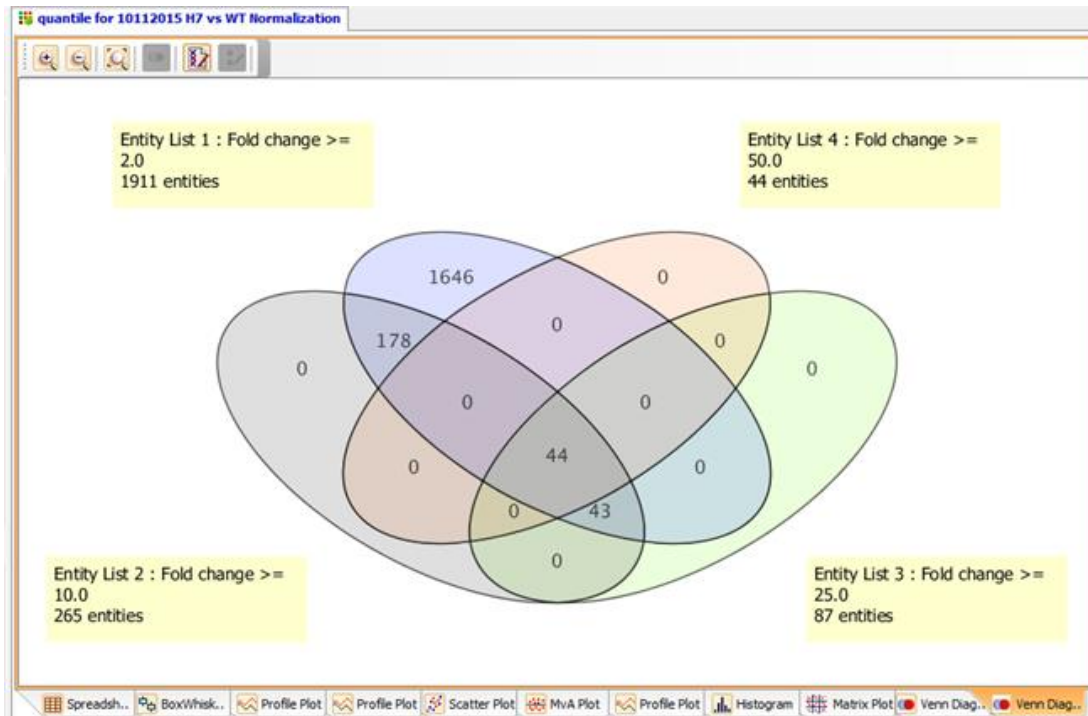 quantile for 10112015 H7 vs WT Normalization
Entity List 1 : Fold change >=
2.0
1911 entities
Entity List 4 : Fold change >=
50.0
44 entities
1646
0
0
178
0
0
0
0
0
44
0
0
0
43
0
Entity List 2 : Fold change >=
10.0
265 entities
Entity List 3 : Fold change >=
25.0
87 entities
Spreadsh.. BoxWhisk.. Profile Plot Profile Plot Scatter Plot MvA Plot Profile Plot Histogram Matrix Plot Venn Diag... Venn Diag...